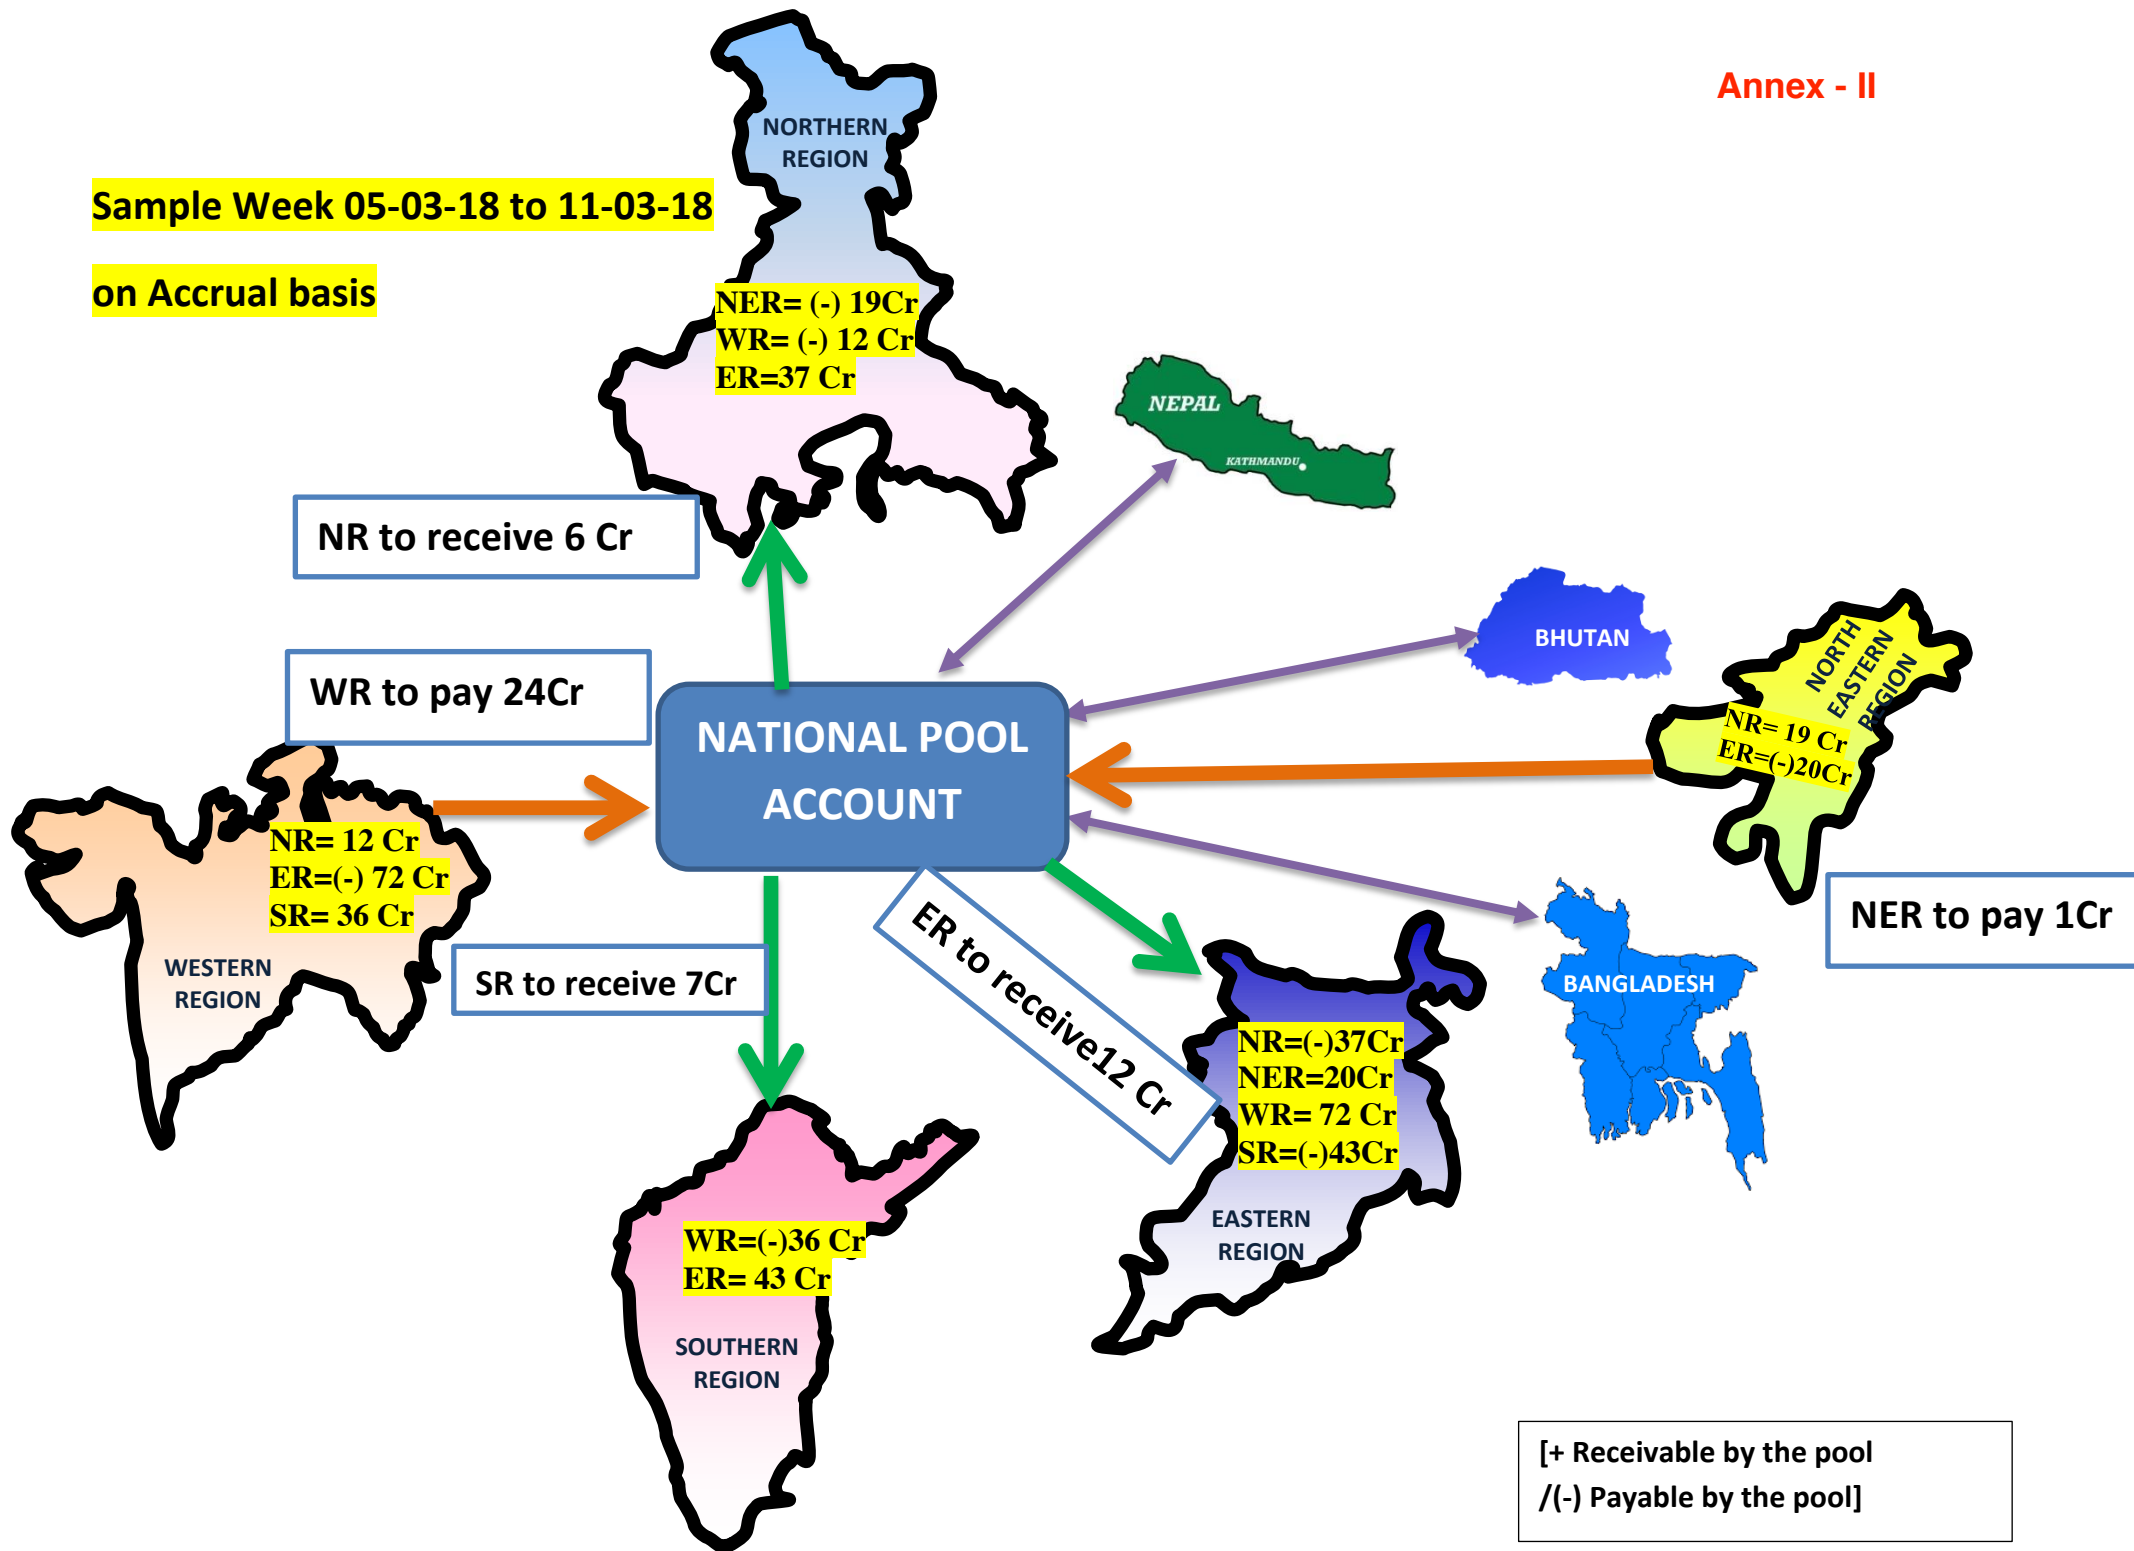 Annex - II
NORTHERN
REGION
Sample Week 05-03-18 to 11-03-18
on Accrual basis
NER= (-) 19Cr
WR= (-) 12 Cr
ER=37 Cr
NEPAL
KATHMANDU
NR to receive 6 Cr
BHUTAN
NORTH
EASTERN
REGION
NR= 19 Cr
ER=(-)20Cr
WR to pay 24Cr
NATIONAL POOL
ACCOUNT
NR= 12 Cr
ER=(-) 72 Cr
SR= 36 Cr
WESTERN
REGION
NER to pay 1Cr
SR to receive 7Cr
ER to receive12 Cr
BANGLADESH
NR=(-)37Cr
NER=20Cr
WR= 72 Cr
SR=(-)43Cr
EASTERN
REGION
WR=(-)36 Cr
ER= 43 Cr
SOUTHERN
REGION
[+ Receivable by the pool
/(-) Payable by the pool]